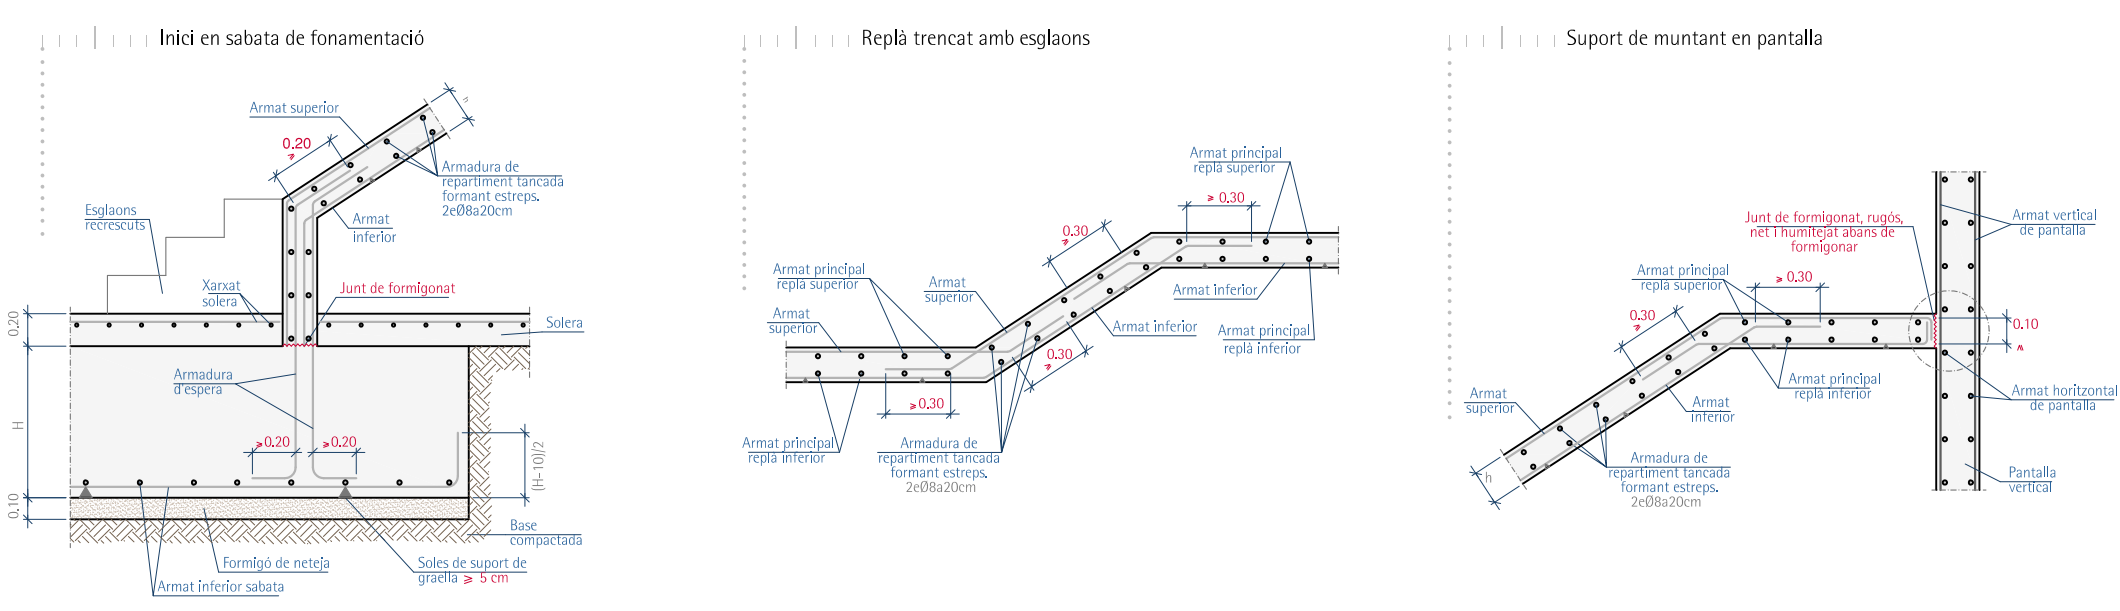 Inici en sabata de fonamentació
Armat superior
h
0.20
≥
Armadura de
repartiment tancada
formant estreps.
2eØ8a20cm
Armat
inferior
Esglaons
recrescuts
Xarxat
solera
Junt de formigonat
Solera
0.20
Armadura
d'espera
H
≥0.20
≥0.20
(H-10)/2
0.10
Base
compactada
Formigó de neteja
Soles de suport de
graella ≥ 5 cm
Armat inferior sabata
Replà trencat amb esglaons
Armat principal
replà superior
≥ 0.30
0.30
≥
Armat principal
replà superior
Armat
superior
Armat
superior
Armat inferior
Armat inferior
Armat principal
replà inferior
0.30
≥
≥0.30
Armat principal
replà inferior
Armadura de
repartiment tancada
formant estreps.
2eØ8a20cm
Suport de muntant en pantalla
Junt de formigonat, rugós,
net i humitejat abans de
formigonar
Armat vertical
de pantalla
Armat principal
replà superior
≥ 0.30
0.30
≥
0.10
≥
Armat principal
replà inferior
Armat horitzontal
de pantalla
Armat
superior
Armat
inferior
Armadura de
repartiment tancada
formant estreps.
2eØ8a20cm
h
Pantalla
vertical